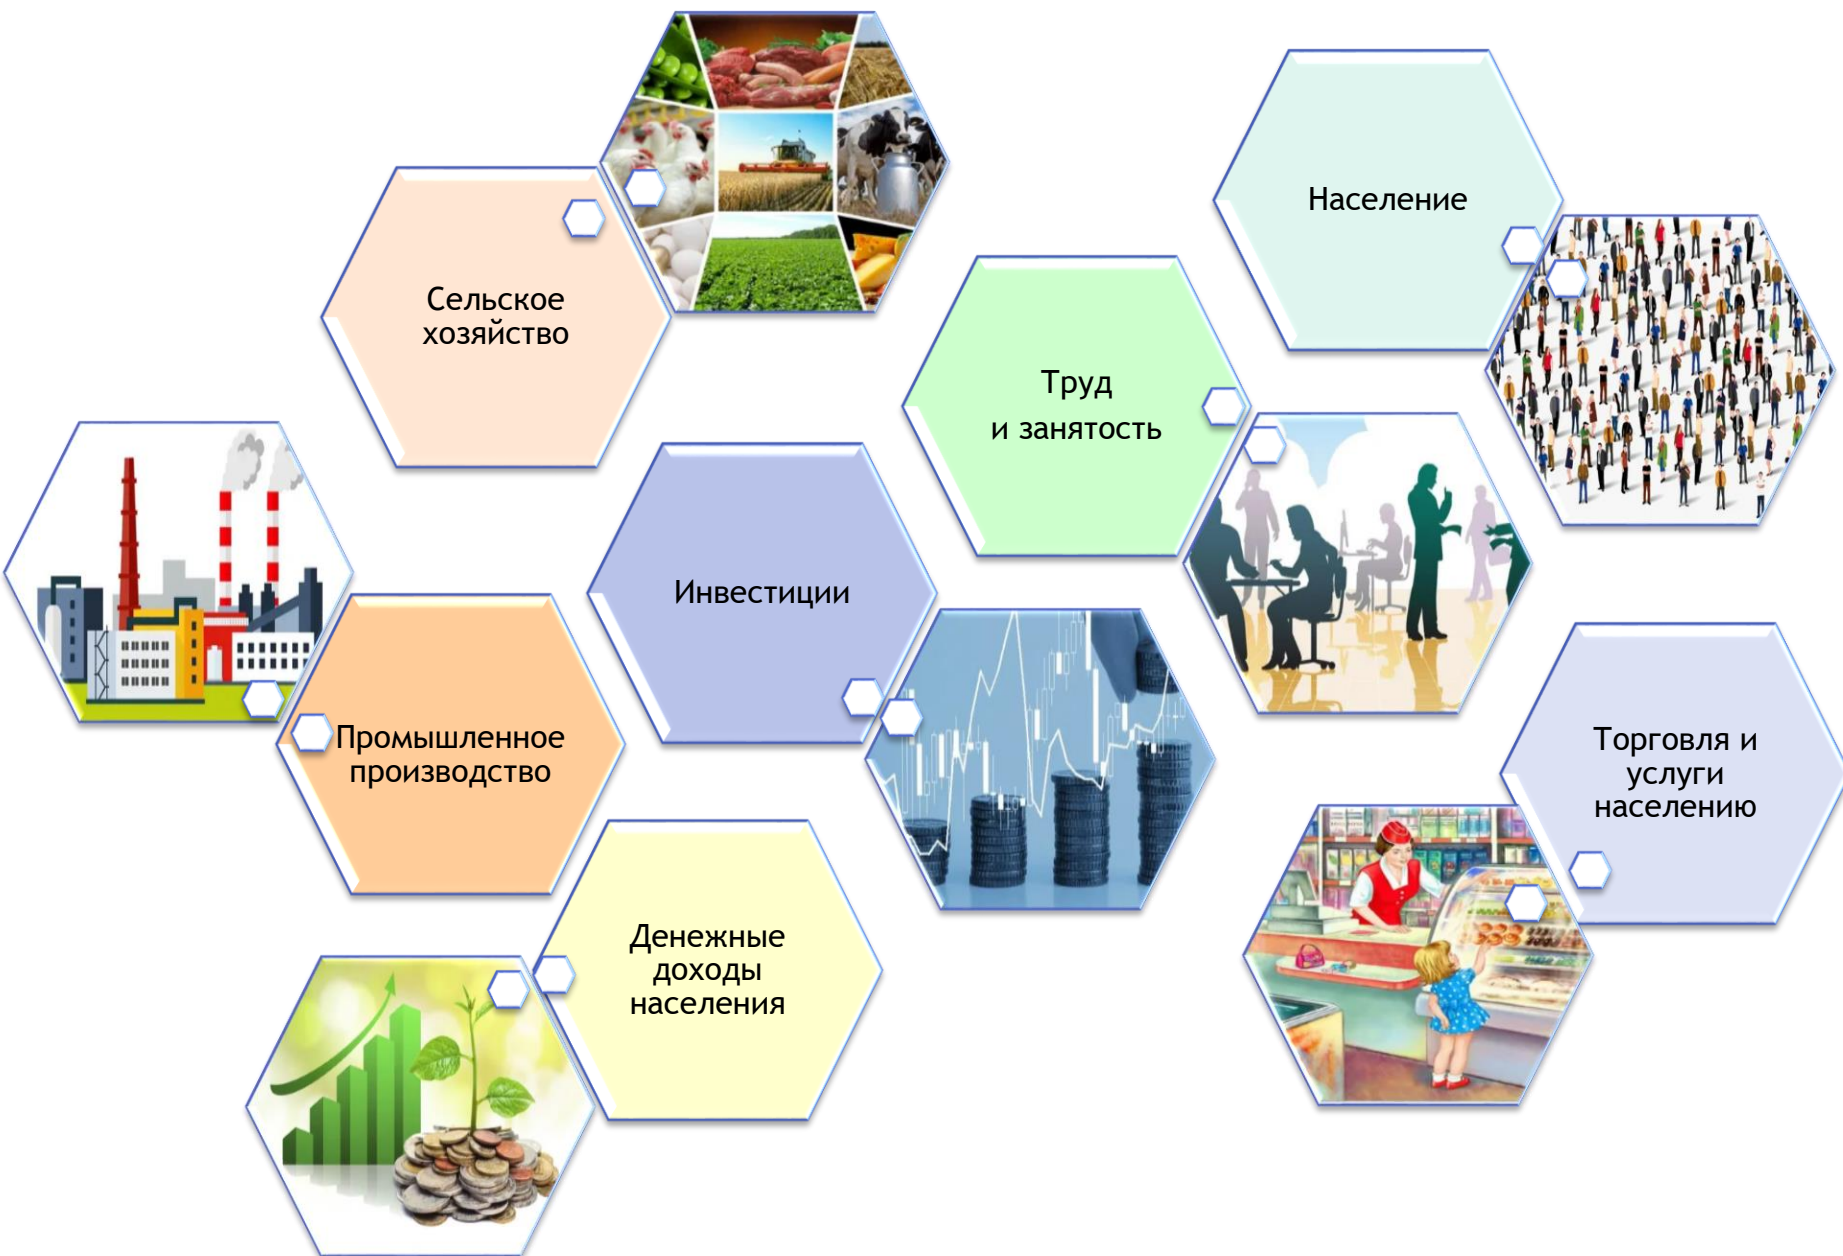 Население
Сельское
хозяйство
Труд
и занятость
Инвестиции
Промышленное
производство
Торговля и
услуги
населению
Денежные
доходы
населения